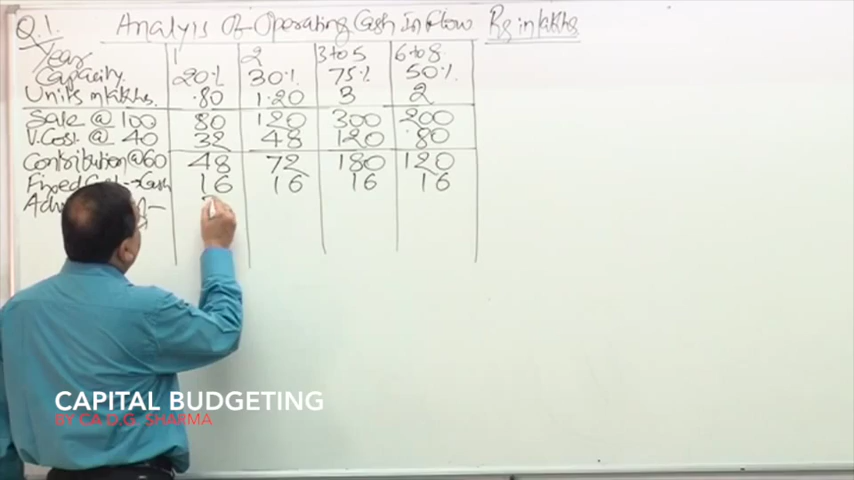 Q.1. Analysis Of Operating Cash Inflow Rs in lakhs
Year 1 2 3 to 5 6 to 8
Capacity. 20% 30% 75% 50%.
Units in lakhs. .80 1.20 3 2
Sale @ 100 80 120 300 200
V.Cost @ 40 32 48 120 80
Contribution @60 48 72 180 120
Fixed Cash 16 16 16 16
CAPITAL BUDGETING
BY CA D.G. SHARMA